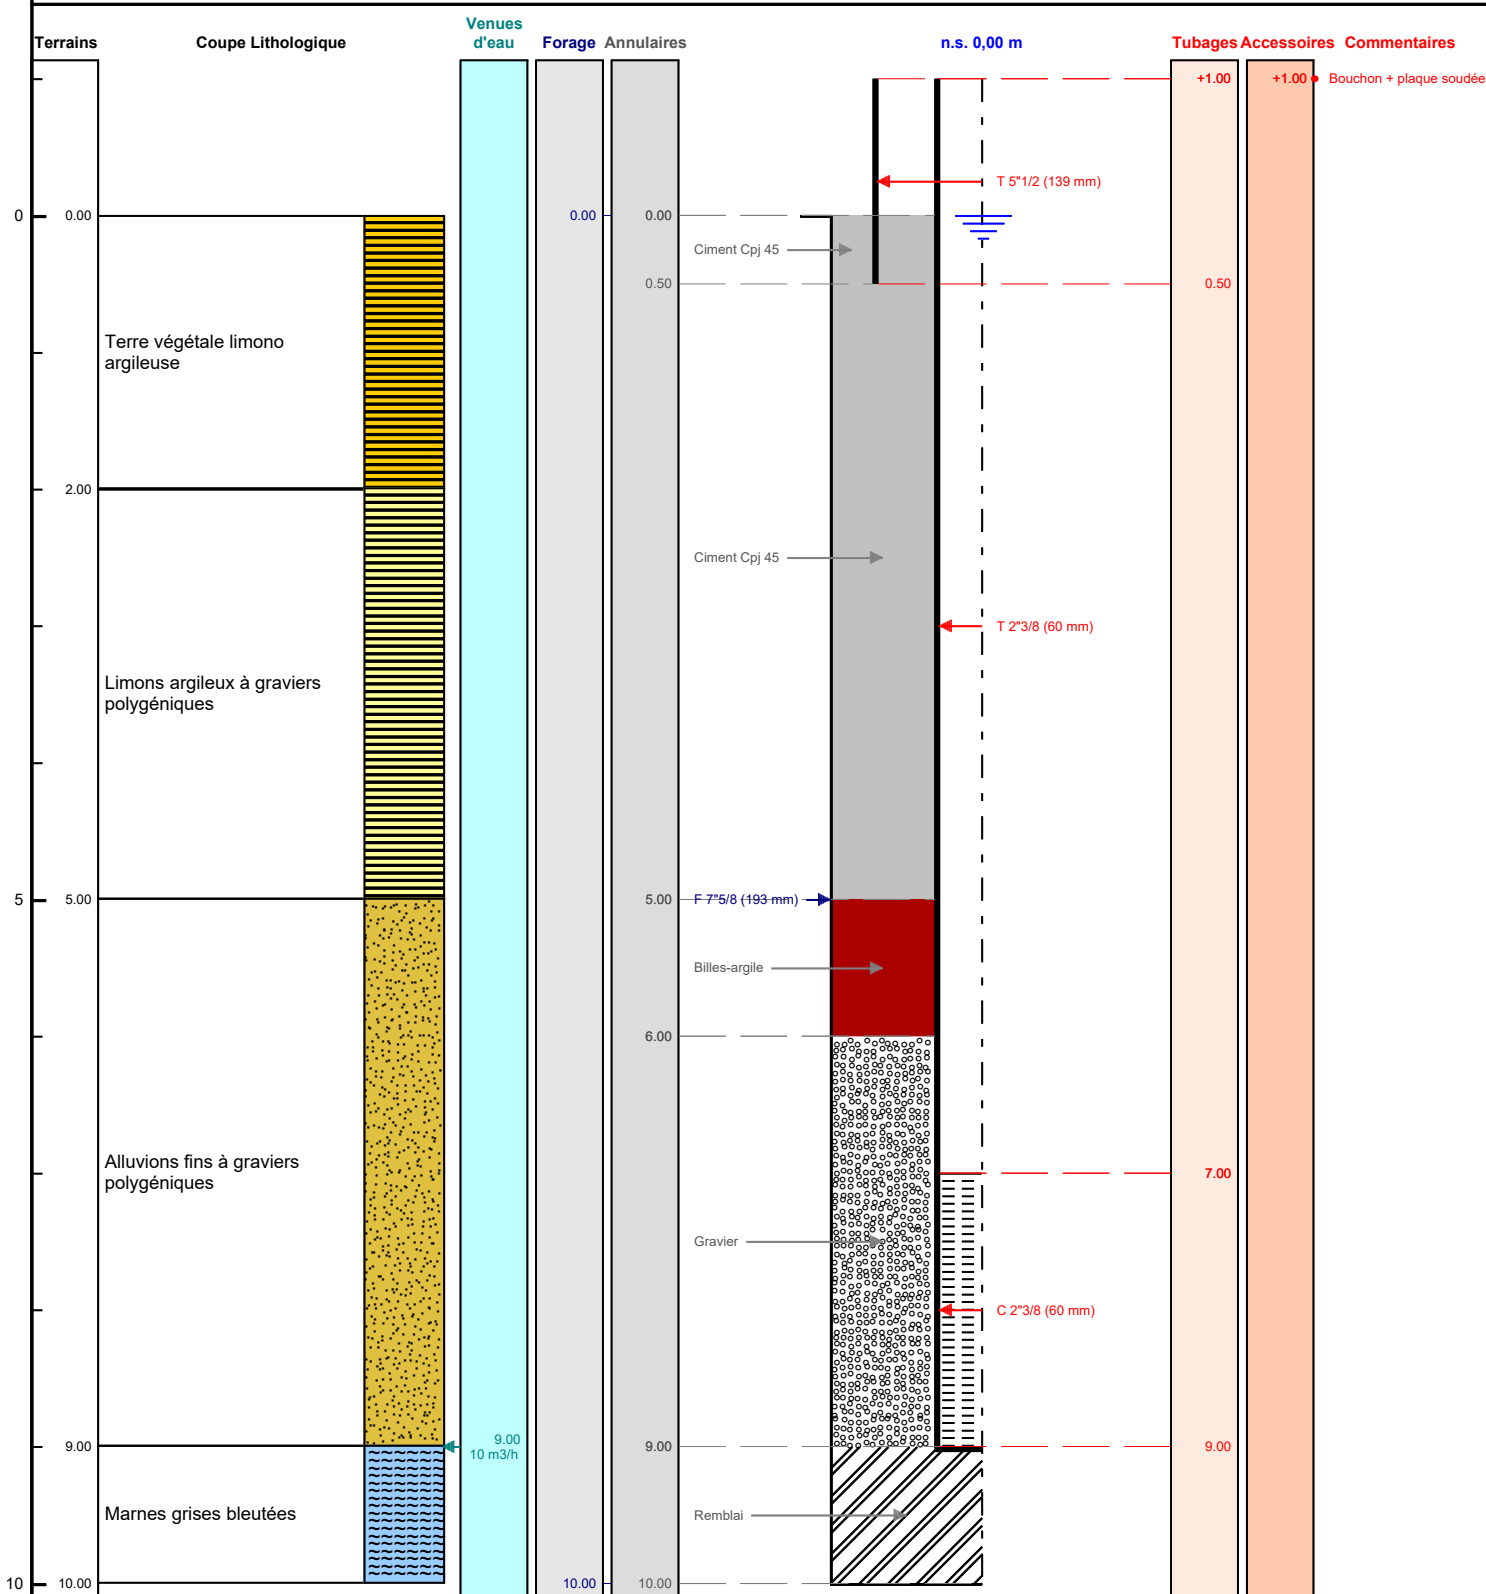 Venues
Terrains Coupe Lithologique d'eau Forage Annulaires n.s. 0,00 m Tubages Accessoires Commentaires
+1.00 +1.00 Bouchon + plaque soudée
T 5"1/2 (139 mm)
0 0.00 0.00 0.00
Ciment Cpj 45
0.50 0.50
Terre végétale limono
argileuse
2.00
Ciment Cpj 45
T 2"3/8 (60 mm)
Limons argileux à graviers
polygéniques
5 5.00 5.00 F 7"5/8 (193 mm)
Billes-argile
6.00
Alluvions fins à graviers
polygéniques
7.00
Gravier
C 2"3/8 (60 mm)
9.00 9.00 9.00 9.00
10 m3/h
Marnes grises bleutées Remblai
10 10.00 10.00 10.00